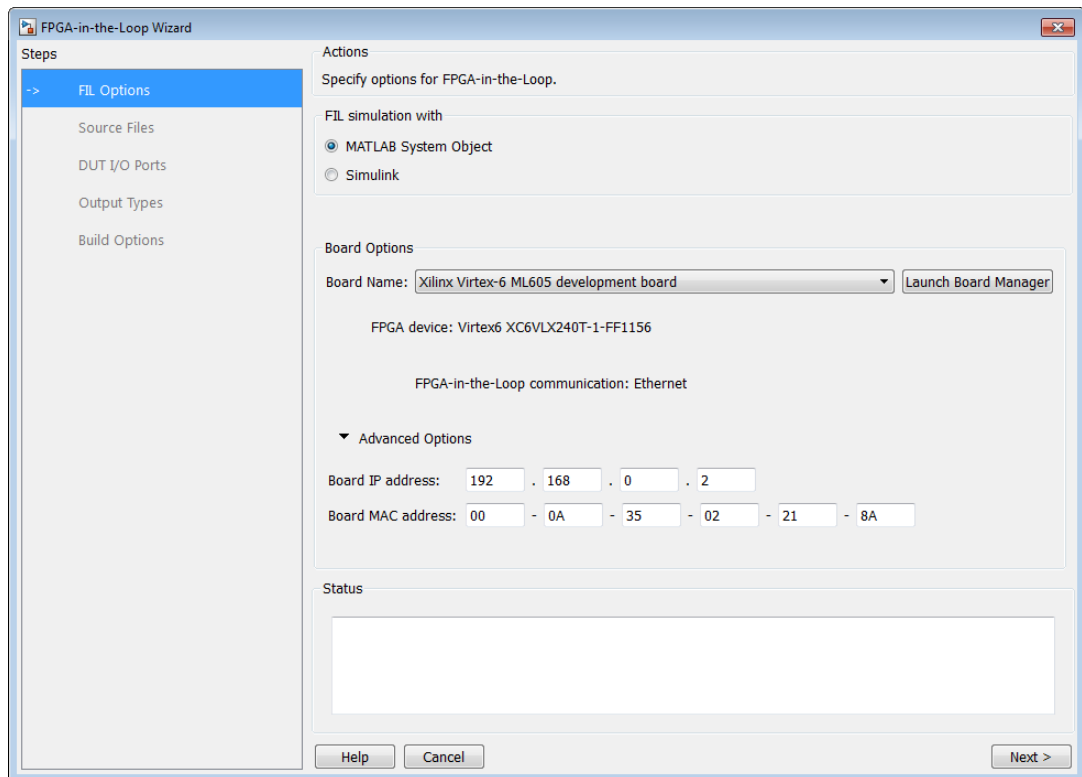 FPGA-in-the-Loop Wizard
Steps
-> FIL Options
Source Files
DUT I/O Ports
Output Types
Build Options
Actions
Specify options for FPGA-in-the-Loop.
FIL simulation with
MATLAB System Object
Simulink
Board Options
Board Name: Xilinx Virtex-6 ML605 development board Launch Board Manager
FPGA device: Virtex6 XC6VLX240T-1-FF1156
FPGA-in-the-Loop communication: Ethernet
Advanced Options
Board IP address: 192 . 168 . 0 . 2
Board MAC address: 00 - 0A - 35 - 02 - 21 - 8A
Status
Help Cancel Next >